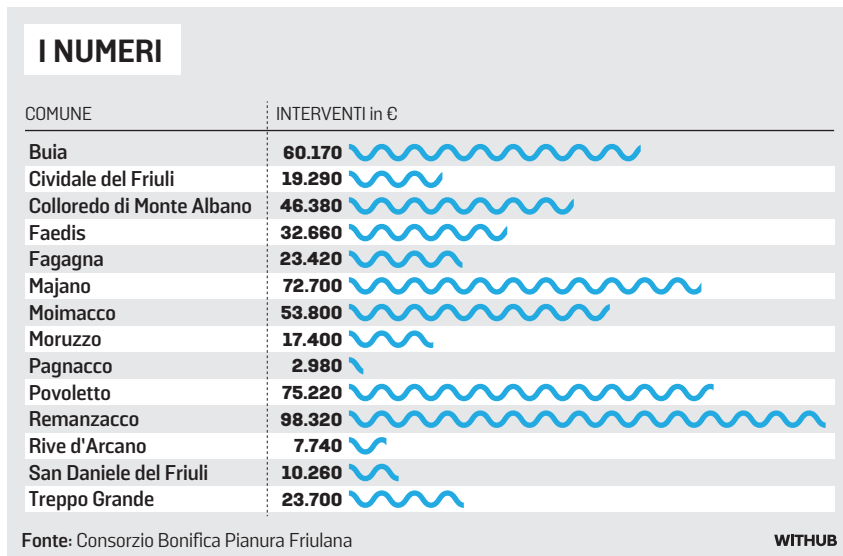 I NUMERI
COMUNE INTERVENTI in €
Buia 60.170
Cividale del Friuli 19.290
Colloredo di Monte Albano 46.380
Faedis 32.660
Fagagna 23.420
Majano 72.700
Moimacco 53.800
Moruzzo 17.400
Pagnacco 2.980
Povoletto 75.220
Remanzacco 98.320
Rive d'Arcano 7.740
San Daniele del Friuli 10.260
Treppo Grande 23.700
Fonte: Consorzio Bonifica Pianura Friulana WITHUB